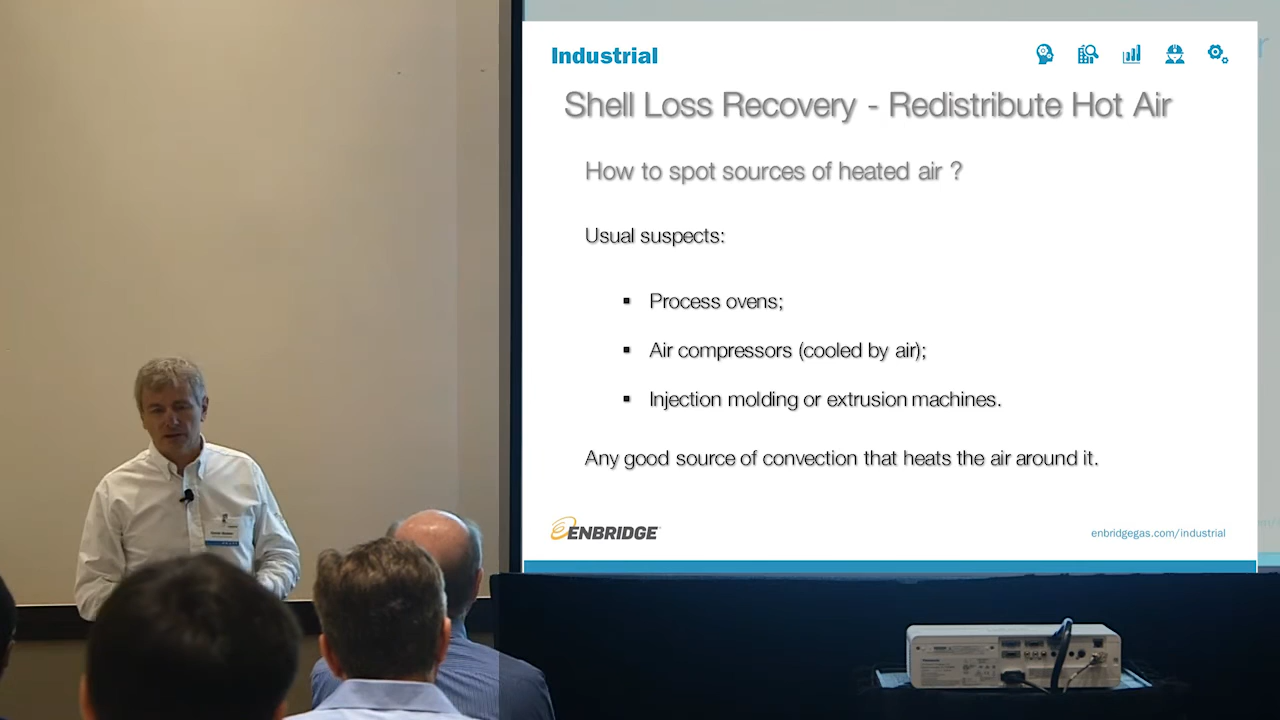 Industrial
Shell Loss Recovery - Redistribute Hot Air
How to spot sources of heated air ?
Usual suspects:
▪ Process ovens;
▪ Air compressors (cooled by air);
▪ Injection molding or extrusion machines.
Any good source of convection that heats the air around it.
ENBRIDGE
enbridgegas.com/industrial